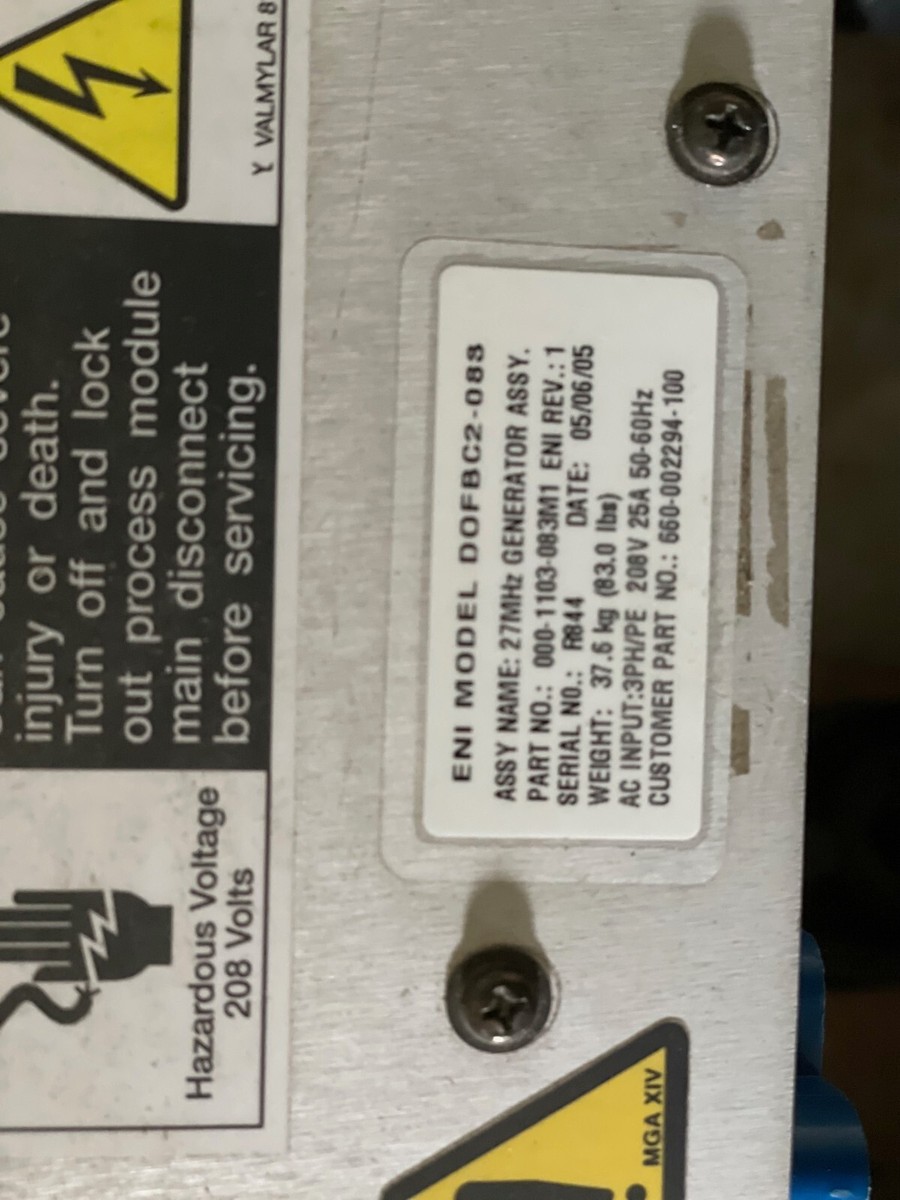 Y VALMYLAR 8
injury or death.
Turn off and lock
out process module
main disconnect
before servicing.
Hazardous Voltage
208 Volts
ENI MODEL DOFBC2-083
ASSY NAME: 27MHz GENERATOR ASSY.
PART NO.: 000-1103-083M1 ENI REV.: 1
SERIAL NO.: R844 DATE: 05/06/05
WEIGHT: 37.6 kg (83.0 lbs)
AC INPUT:3PH/PE 208V 25A 50-60Hz
CUSTOMER PART NO.: 660-002294-100
MGA XIV